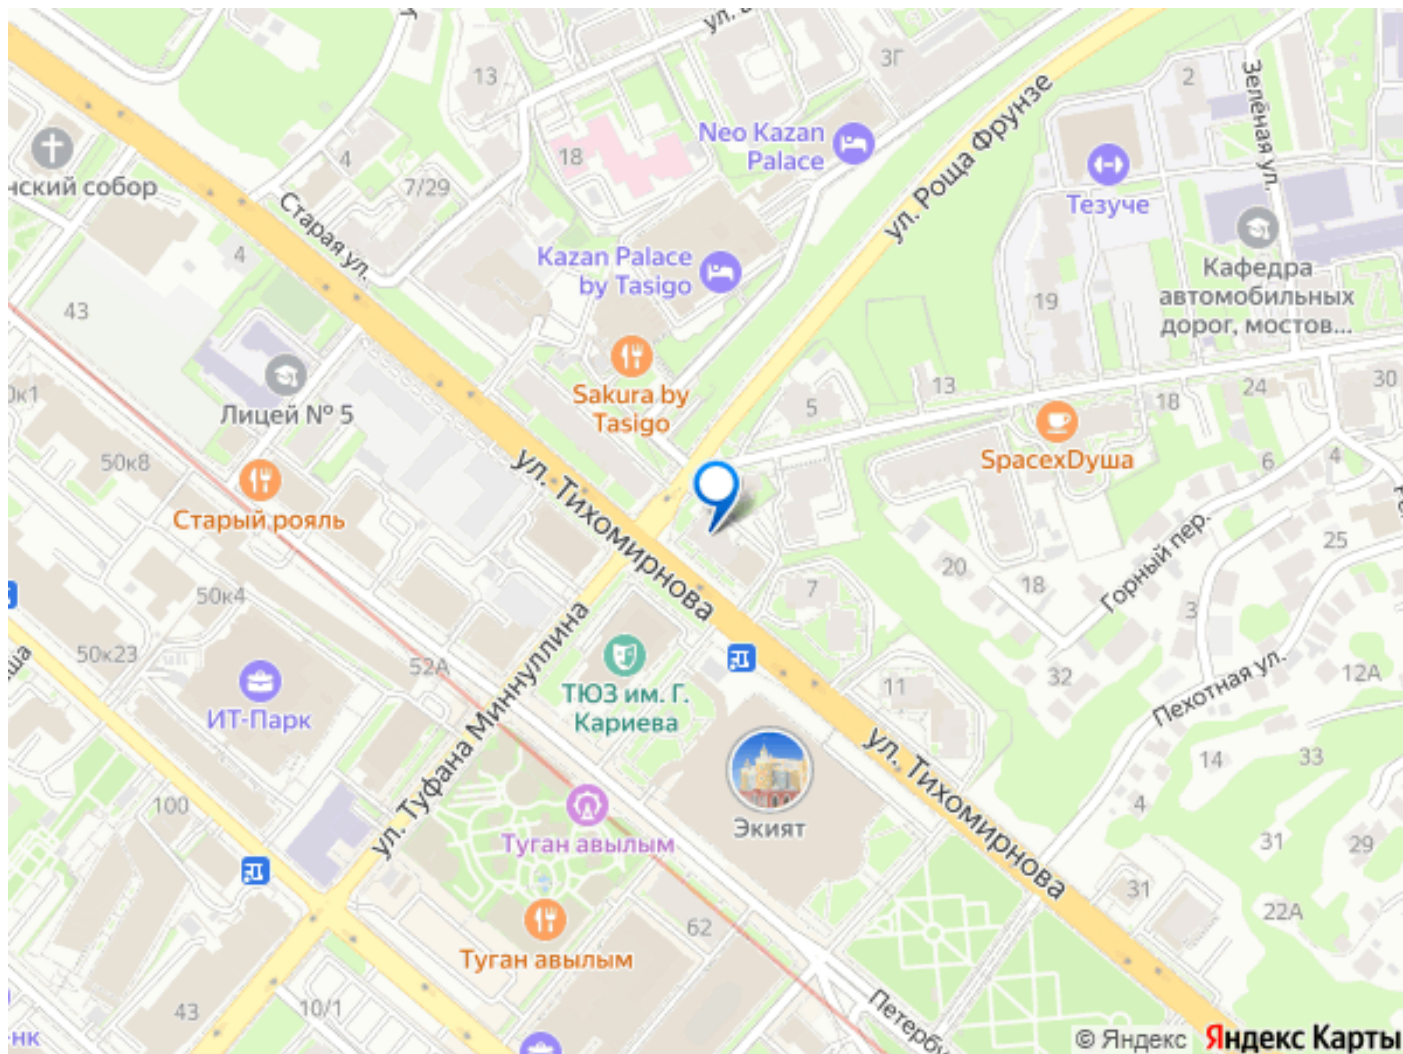 ул.
3Г
13
2
Зелёная ул.
ул. Роща Фрунзе
Neo Kazan
Palace
4
18
7/29
нский собор
Тезуче
Старая ул.
4
Kazan Palace
by Tasigo
Кафедра
автомобильных
дорог, мостов...
19
43
Sakura by
Tasigo
Лицей № 5
5
13
18
24
30
50к8
SpacexDуша
6
4
Старый рояль
ул. Тихомирнова
Горный пер.
25
20
18
7
50к4
3
50к23
52А
ТЮЗ им. Г.
Кариева
ИТ-Парк
ул. Туфана Миннуллина
11
32
12А
Пехотная ул.
ул. Тихомирнова
14
33
100
Экият
4
Туган авылым
31
29
31
22А
62
Туган авылым
43
10/1
Петербу
нк
© Яндекс
Яндекс Карты